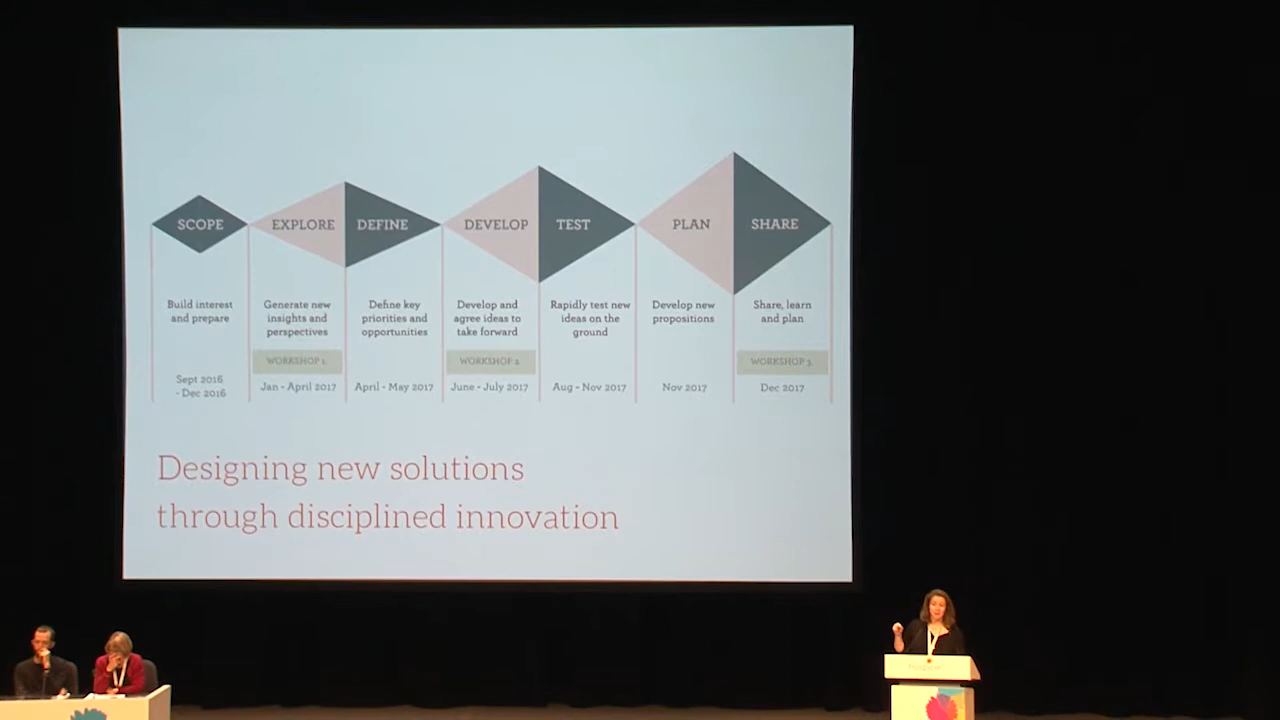 SCOPE
EXPLORE
DEFINE
DEVELOP
TEST
PLAN
SHARE
Build interest
and prepare
Generate new
insights and
perspectives
Define key
priorities and
opportunities
Develop and
agree ideas to
take forward
Rapidly test new
ideas on the
ground
Develop new
propositions
Share, learn
and plan
WORKSHOP 1.
WORKSHOP 2.
WORKSHOP 3.
Sept 2016
- Dec 2016
Jan - April 2017
April - May 2017
June - July 2017
Aug - Nov 2017
Nov 2017
Dec 2017
Designing new solutions
through disciplined innovation